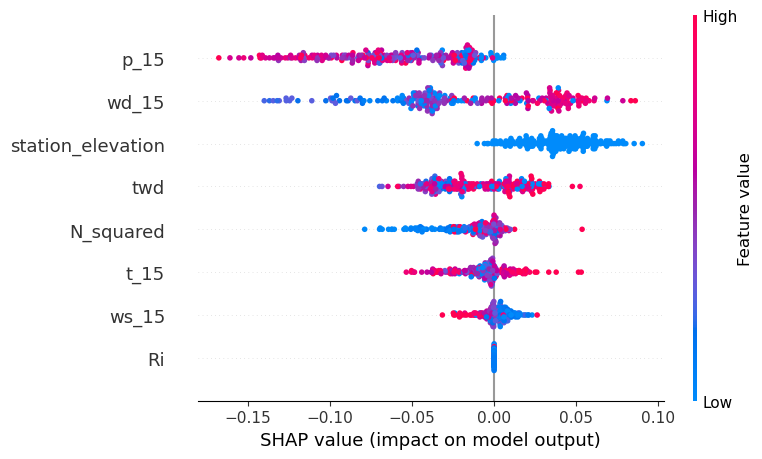 High
p_15
wd_15
station_elevation
twd
N_squared
t_15
ws_15
Ri
Feature value
Low
−0.15 −0.10 −0.05 0.00 0.05 0.10
SHAP value (impact on model output)